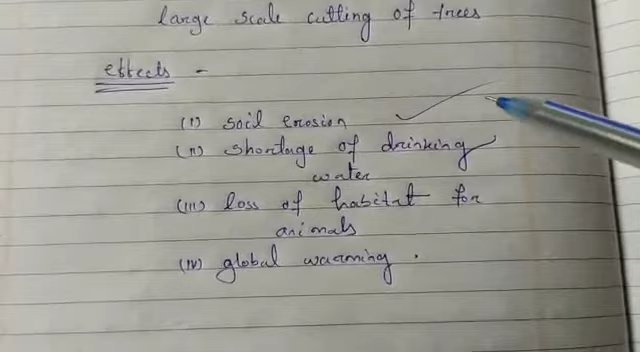 large scale cutting of trees
effects -
(i) soil erosion
(ii) shortage of drinking
water
(iii) loss of habitat for
animals
(iv) global warming.